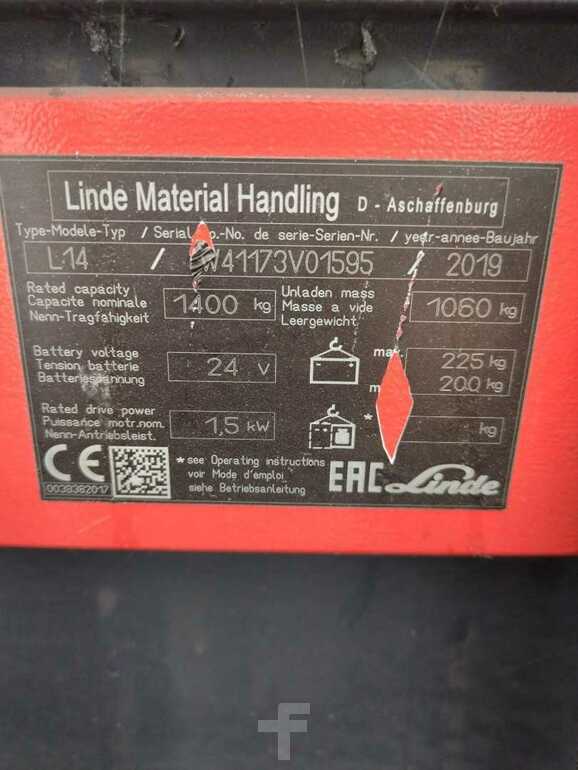 Linde Material Handling D - Aschaffenburg
Type-Modele-Typ / Serial No.-No. de serie-Serien-Nr. / year-annee-Baujahr
L14 / W41173V01595 / 2019
Rated capacity
Capacite nominale
Nenn-Tragfähigkeit
1400 kg
Unladen mass
Masse a vide
Leergewicht
1060 kg
Battery voltage
Tension batterie
Batteriespannung
24 V
max. 225 kg
200 kg
Rated drive power
Puissance motr.nom.
Nenn-Antriebsleist.
1,5 kW
* kg
CE
0038382017
* see Operating instructions
voir Mode d'emploi
siehe Betriebsanleitung
EAC Linde